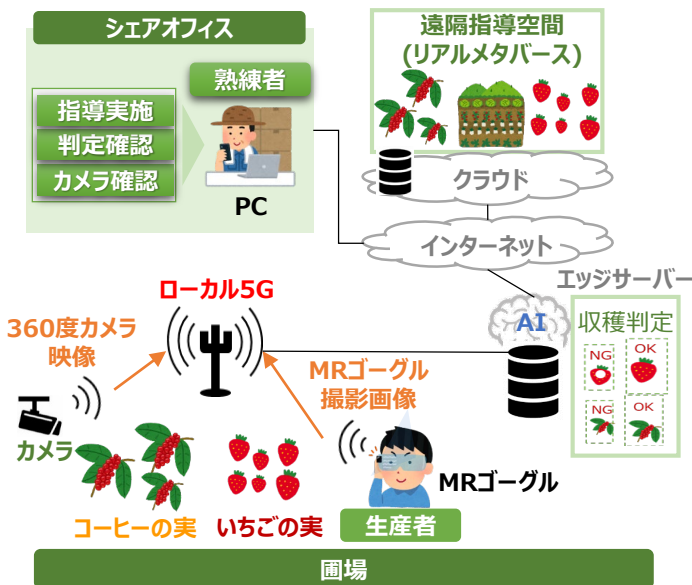 シェアオフィス
熟練者
指導実施
判定確認
カメラ確認
PC
遠隔指導空間
(リアルメタバース)
クラウド
インターネット
エッジサーバー
AI
収穫判定
NG
OK
NG
OK
ローカル5G
360度カメラ
映像
MRゴーグル
撮影画像
カメラ
コーヒーの実
いちごの実
MRゴーグル
生産者
圃場